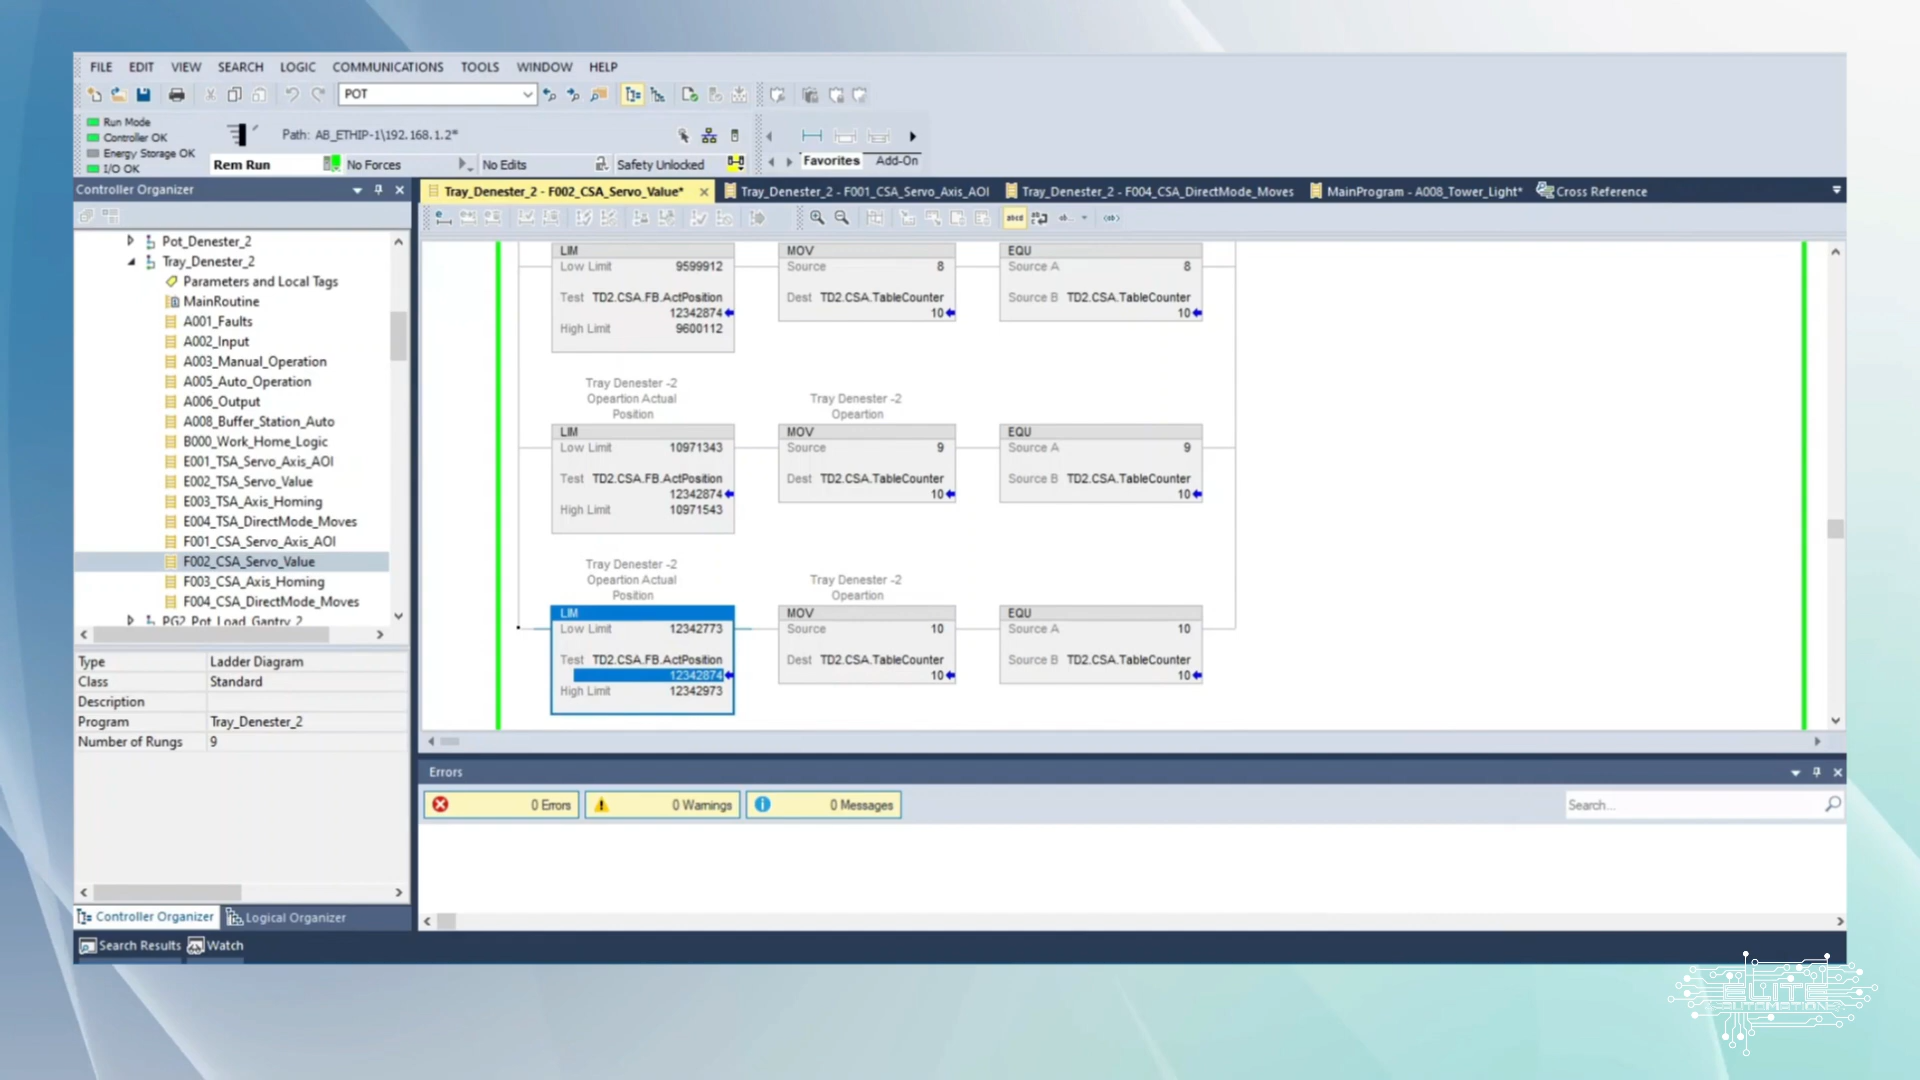 FILE EDIT VIEW SEARCH LOGIC COMMUNICATIONS TOOLS WINDOW HELP
POT
Run Mode
Controller OK
Energy Storage OK
I/O OK
Path: AB_ETHIP-1\192.168.1.2*
Rem Run No Forces No Edits Safety Unlocked
Favorites Add-On
Controller Organizer
Tray_Denester_2 - F002_CSA_Servo_Value* Tray_Denester_2 - F001_CSA_Servo_Axis_AOI Tray_Denester_2 - F004_CSA_DirectMode_Moves MainProgram - A008_Tower_Light* Cross Reference
Pot_Denester_2
Tray_Denester_2
Parameters and Local Tags
MainRoutine
A001_Faults
A002_Input
A003_Manual_Operation
A005_Auto_Operation
A006_Output
A008_Buffer_Station_Auto
B000_Work_Home_Logic
E001_TSA_Servo_Axis_AOI
E002_TSA_Servo_Value
E003_TSA_Axis_Homing
E004_TSA_DirectMode_Moves
F001_CSA_Servo_Axis_AOI
F002_CSA_Servo_Value
F003_CSA_Axis_Homing
F004_CSA_DirectMode_Moves
PG2_Pot_Load_Gantry_2
Type Ladder Diagram
Class Standard
Description
Program Tray_Denester_2
Number of Rungs 9
Controller Organizer Logical Organizer
LIM MOV EQU
Low Limit 9599912 Source 8 Source A 8
Test TD2.CSA.FB.ActPosition Dest TD2.CSA.TableCounter Source B TD2.CSA.TableCounter
12342874 10 10
High Limit 9600112
Tray Denester -2
Opeartion Actual
Position
Tray Denester -2
Opeartion
LIM MOV EQU
Low Limit 10971343 Source 9 Source A 9
Test TD2.CSA.FB.ActPosition Dest TD2.CSA.TableCounter Source B TD2.CSA.TableCounter
12342874 10 10
High Limit 10971543
Tray Denester -2
Opeartion Actual
Position
Tray Denester -2
Opeartion
LIM MOV EQU
Low Limit 12342773 Source 10 Source A 10
Test TD2.CSA.FB.ActPosition Dest TD2.CSA.TableCounter Source B TD2.CSA.TableCounter
12342874 10 10
High Limit 12342973
Errors
0 Errors 0 Warnings 0 Messages Search...
Search Results Watch
ELITE
AUTOMATION